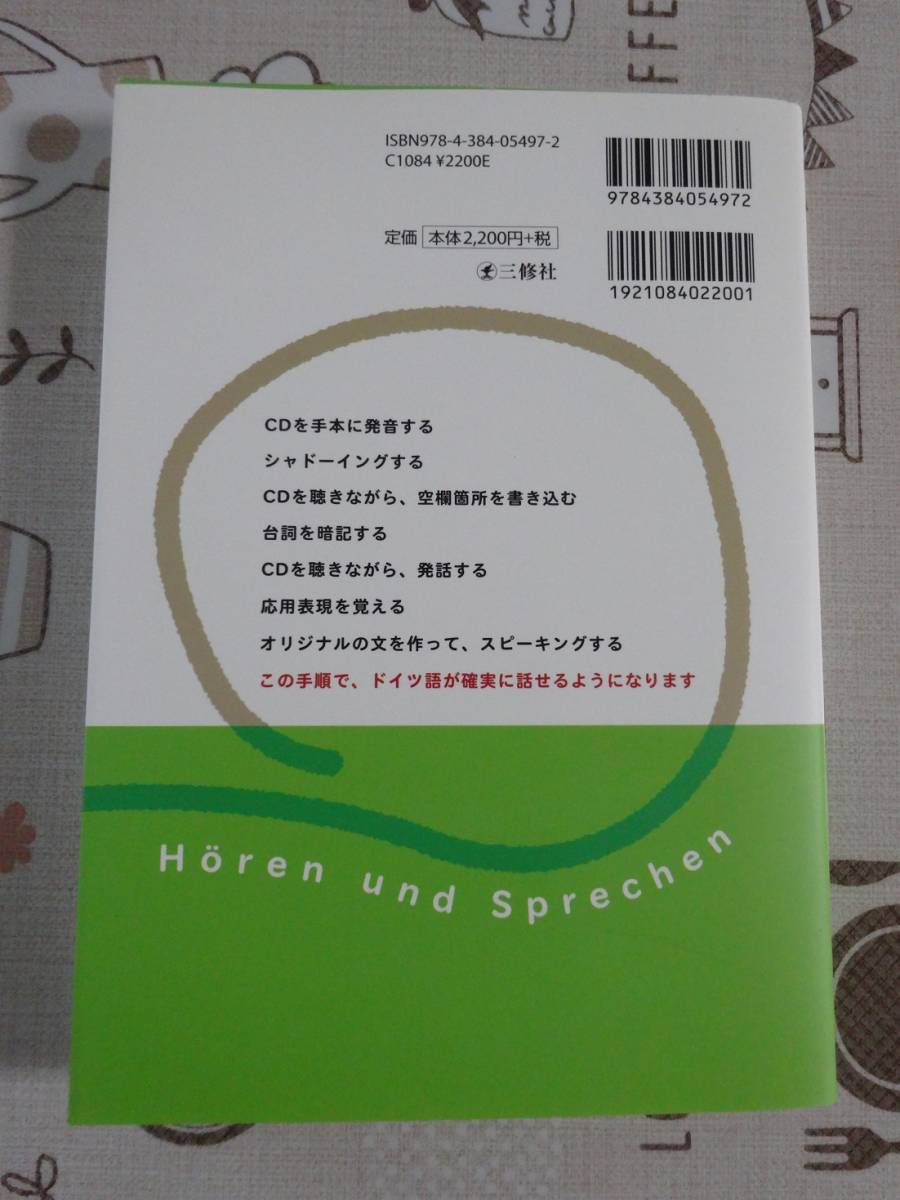 ISBN978-4-384-05497-2
C1084 ¥2200E
9784384054972
定価 本体2,200円+税
三修社
1921084022001
CDを手本に発音する
シャドーイングする
CDを聴きながら、空欄箇所を書き込む
台詞を暗記する
CDを聴きながら、発話する
応用表現を覚える
オリジナルの文を作って、スピーキングする
この手順で、ドイツ語が確実に話せるようになります
Hören und Sprechen
FFE